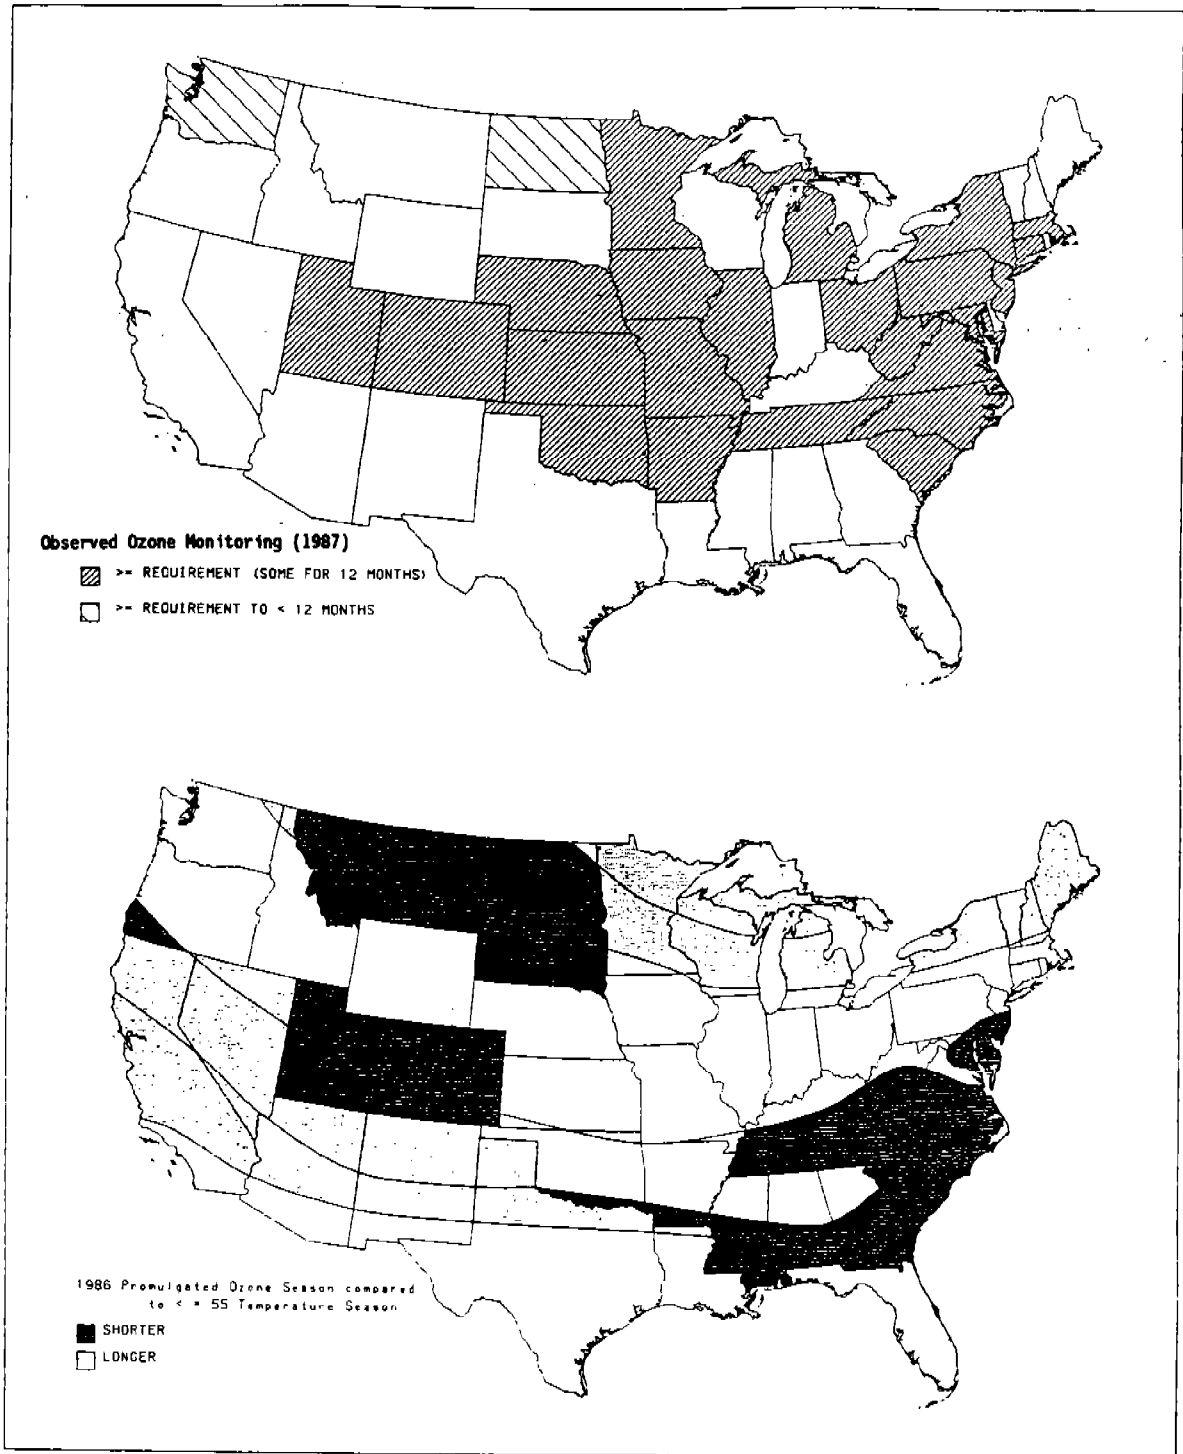 Observed Ozone Monitoring (1987)
>= REQUIREMENT (SOME FOR 12 MONTHS)
>= REQUIREMENT TO < 12 MONTHS
1986 Promulgated Ozone Season compared
to < = 55 Temperature Season
SHORTER
LONGER